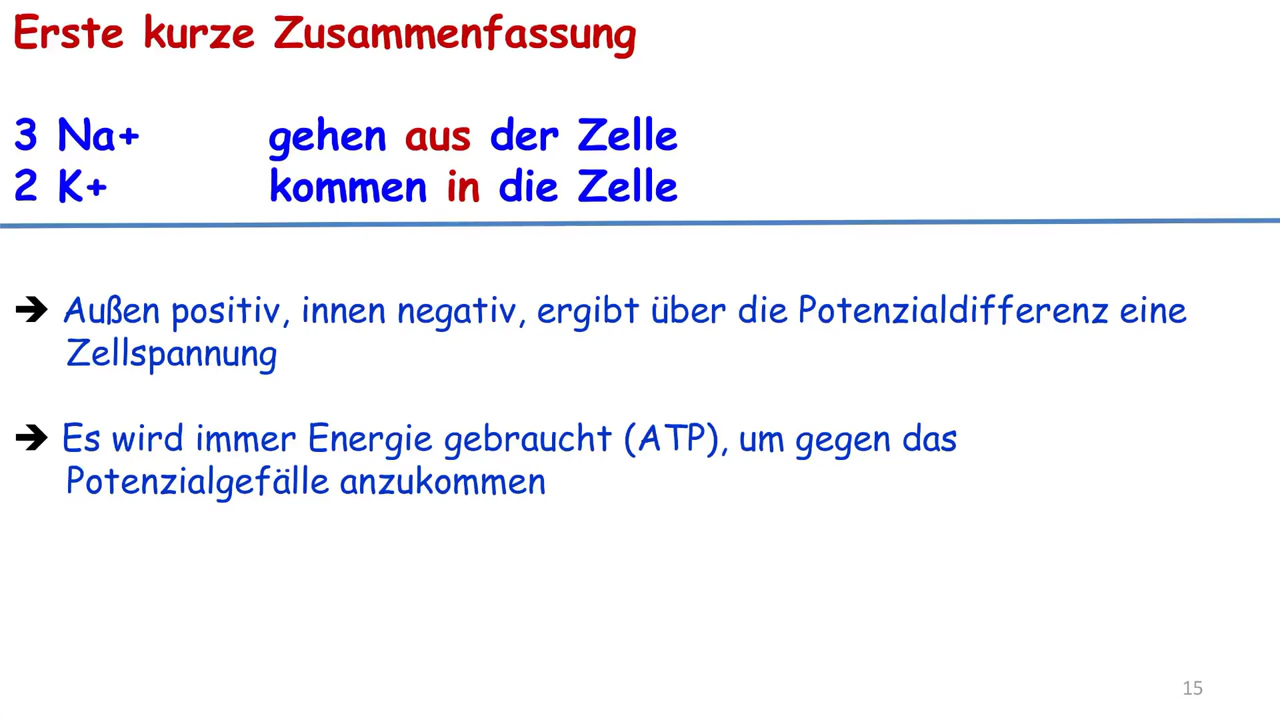 Erste kurze Zusammenfassung
3 Na+ gehen aus der Zelle
2 K+ kommen in die Zelle
➔ Außen positiv, innen negativ, ergibt über die Potenzialdifferenz eine
Zellspannung
➔ Es wird immer Energie gebraucht (ATP), um gegen das
Potenzialgefälle anzukommen
15